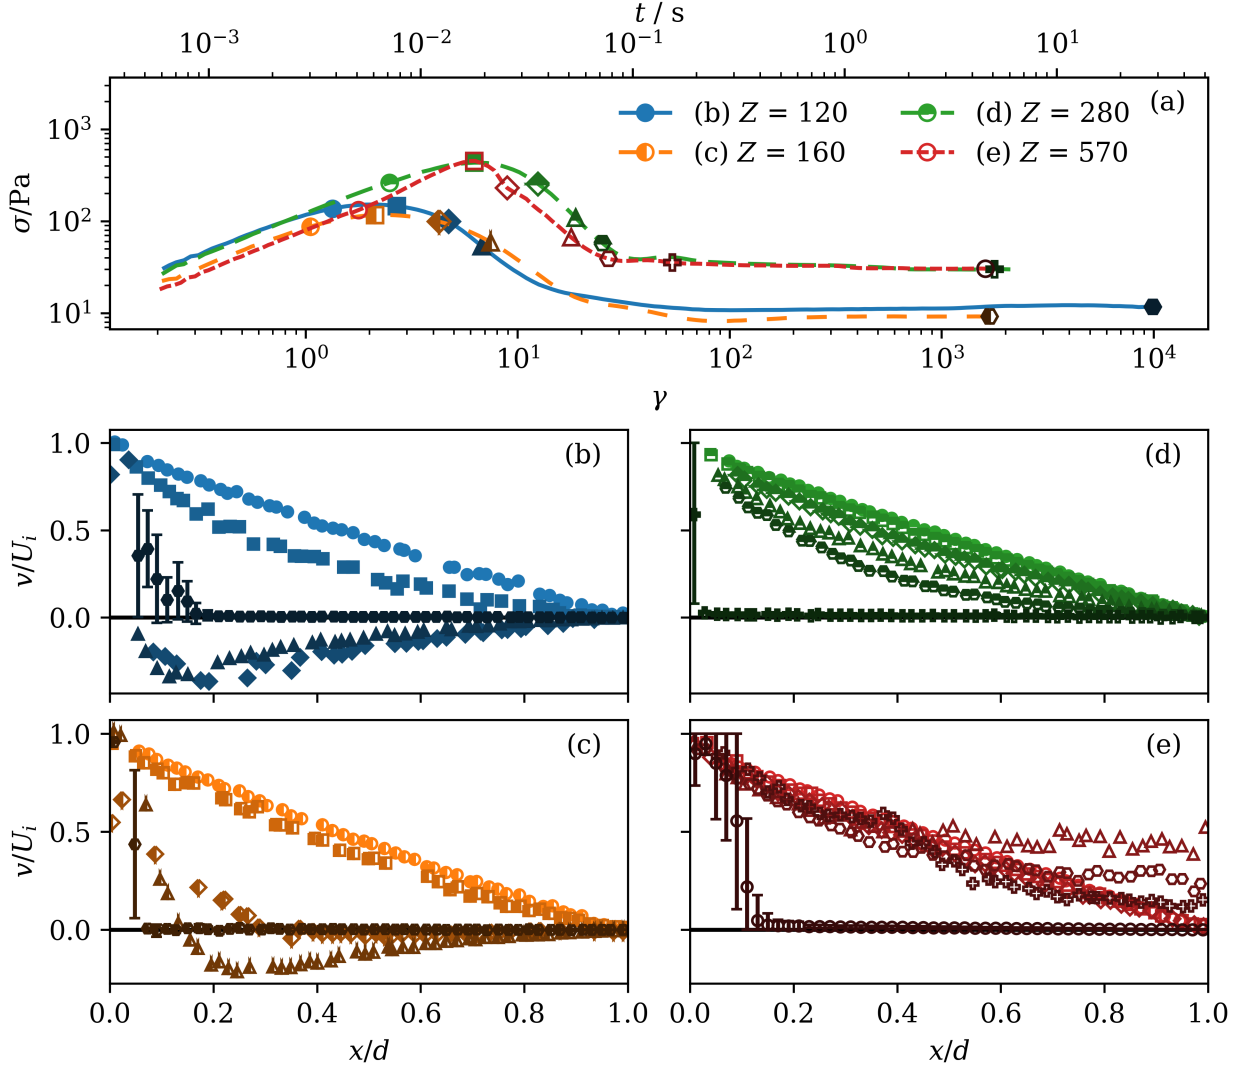 t / s
10⁻³ 10⁻² 10⁻¹ 10⁰ 10¹
(a)
(b) Z = 120 (d) Z = 280
(c) Z = 160 (e) Z = 570
σ/Pa
10³
10²
10¹
10⁰ 10¹ 10² 10³ 10⁴
γ
(b) (d)
v/Uᵢ
1.0
0.5
0.0
(c) (e)
v/Uᵢ
1.0
0.5
0.0
0.0 0.2 0.4 0.6 0.8 1.0 0.0 0.2 0.4 0.6 0.8 1.0
x/d x/d